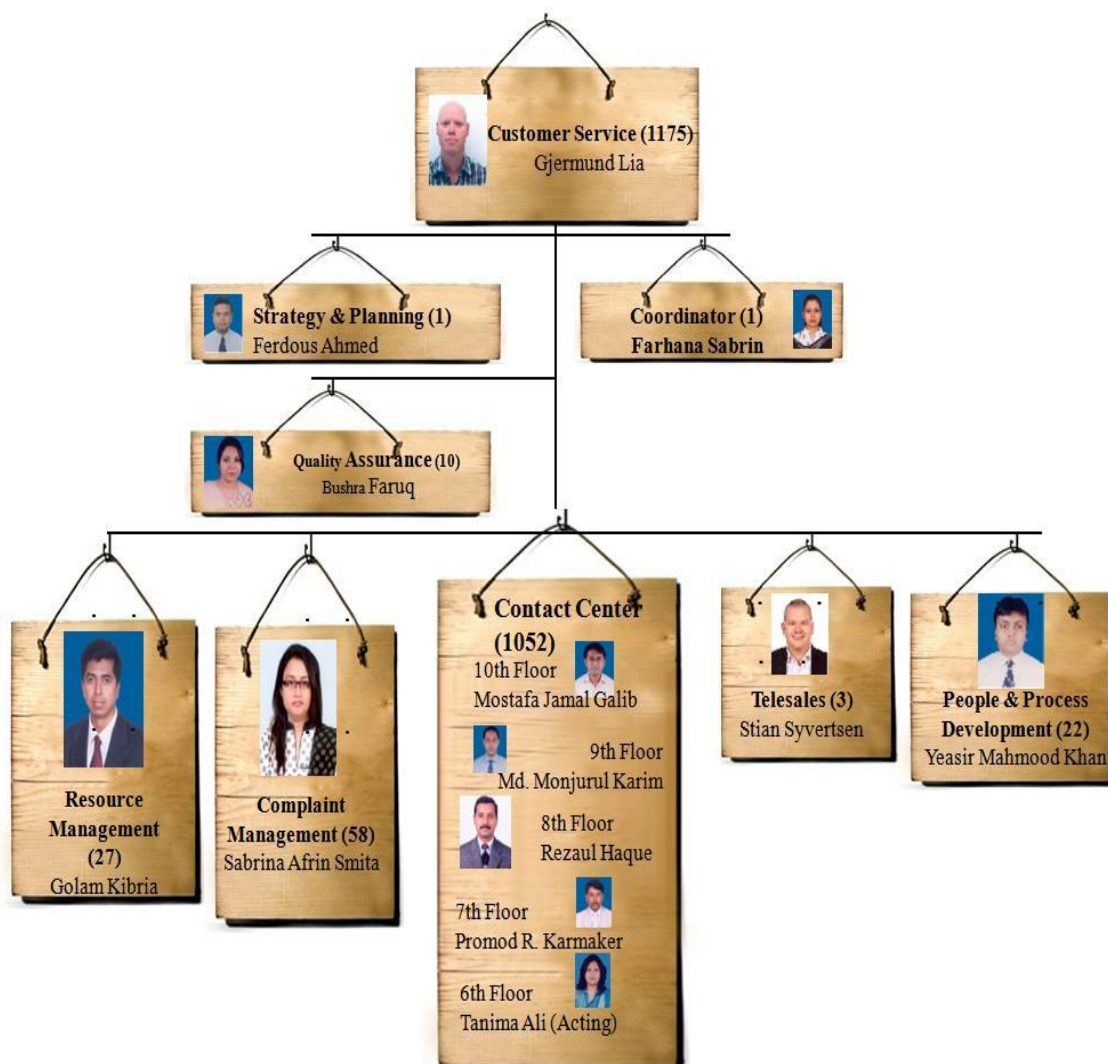 Customer Service (1175)
Gjermund Lia
Strategy & Planning (1)
Ferdous Ahmed
Coordinator (1)
Farhana Sabrin
Quality Assurance (10)
Bushra Faruq
Resource
Management
(27)
Golam Kibria
Complaint
Management (58)
Sabrina Afrin Smita
Contact Center
(1052)
10th Floor
Mostafa Jamal Galib
9th Floor
Md. Monjurul Karim
8th Floor
Rezaul Haque
7th Floor
Promod R. Karmaker
6th Floor
Tanima Ali (Acting)
Telesales (3)
Stian Syvertsen
People & Process
Development (22)
Yeasir Mahmood Khan